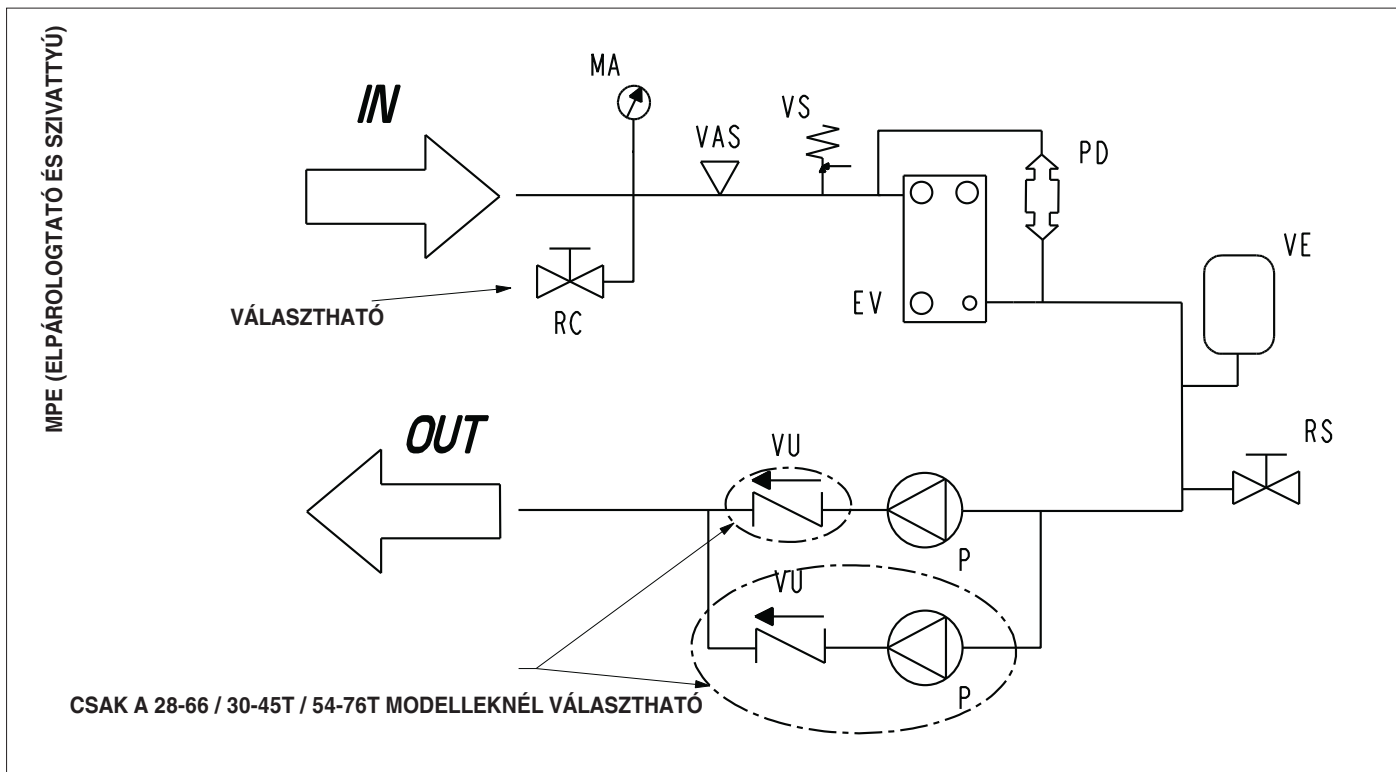 MPE (ELPÁROLOGTATÓ ÉS SZIVATTYÚ)
IN
MA
VAS
VS
PD
VÁLASZTHATÓ
RC
EV
VE
OUT
VU
RS
P
VU
P
CSAK A 28-66 / 30-45T / 54-76T MODELLEKNÉL VÁLASZTHATÓ